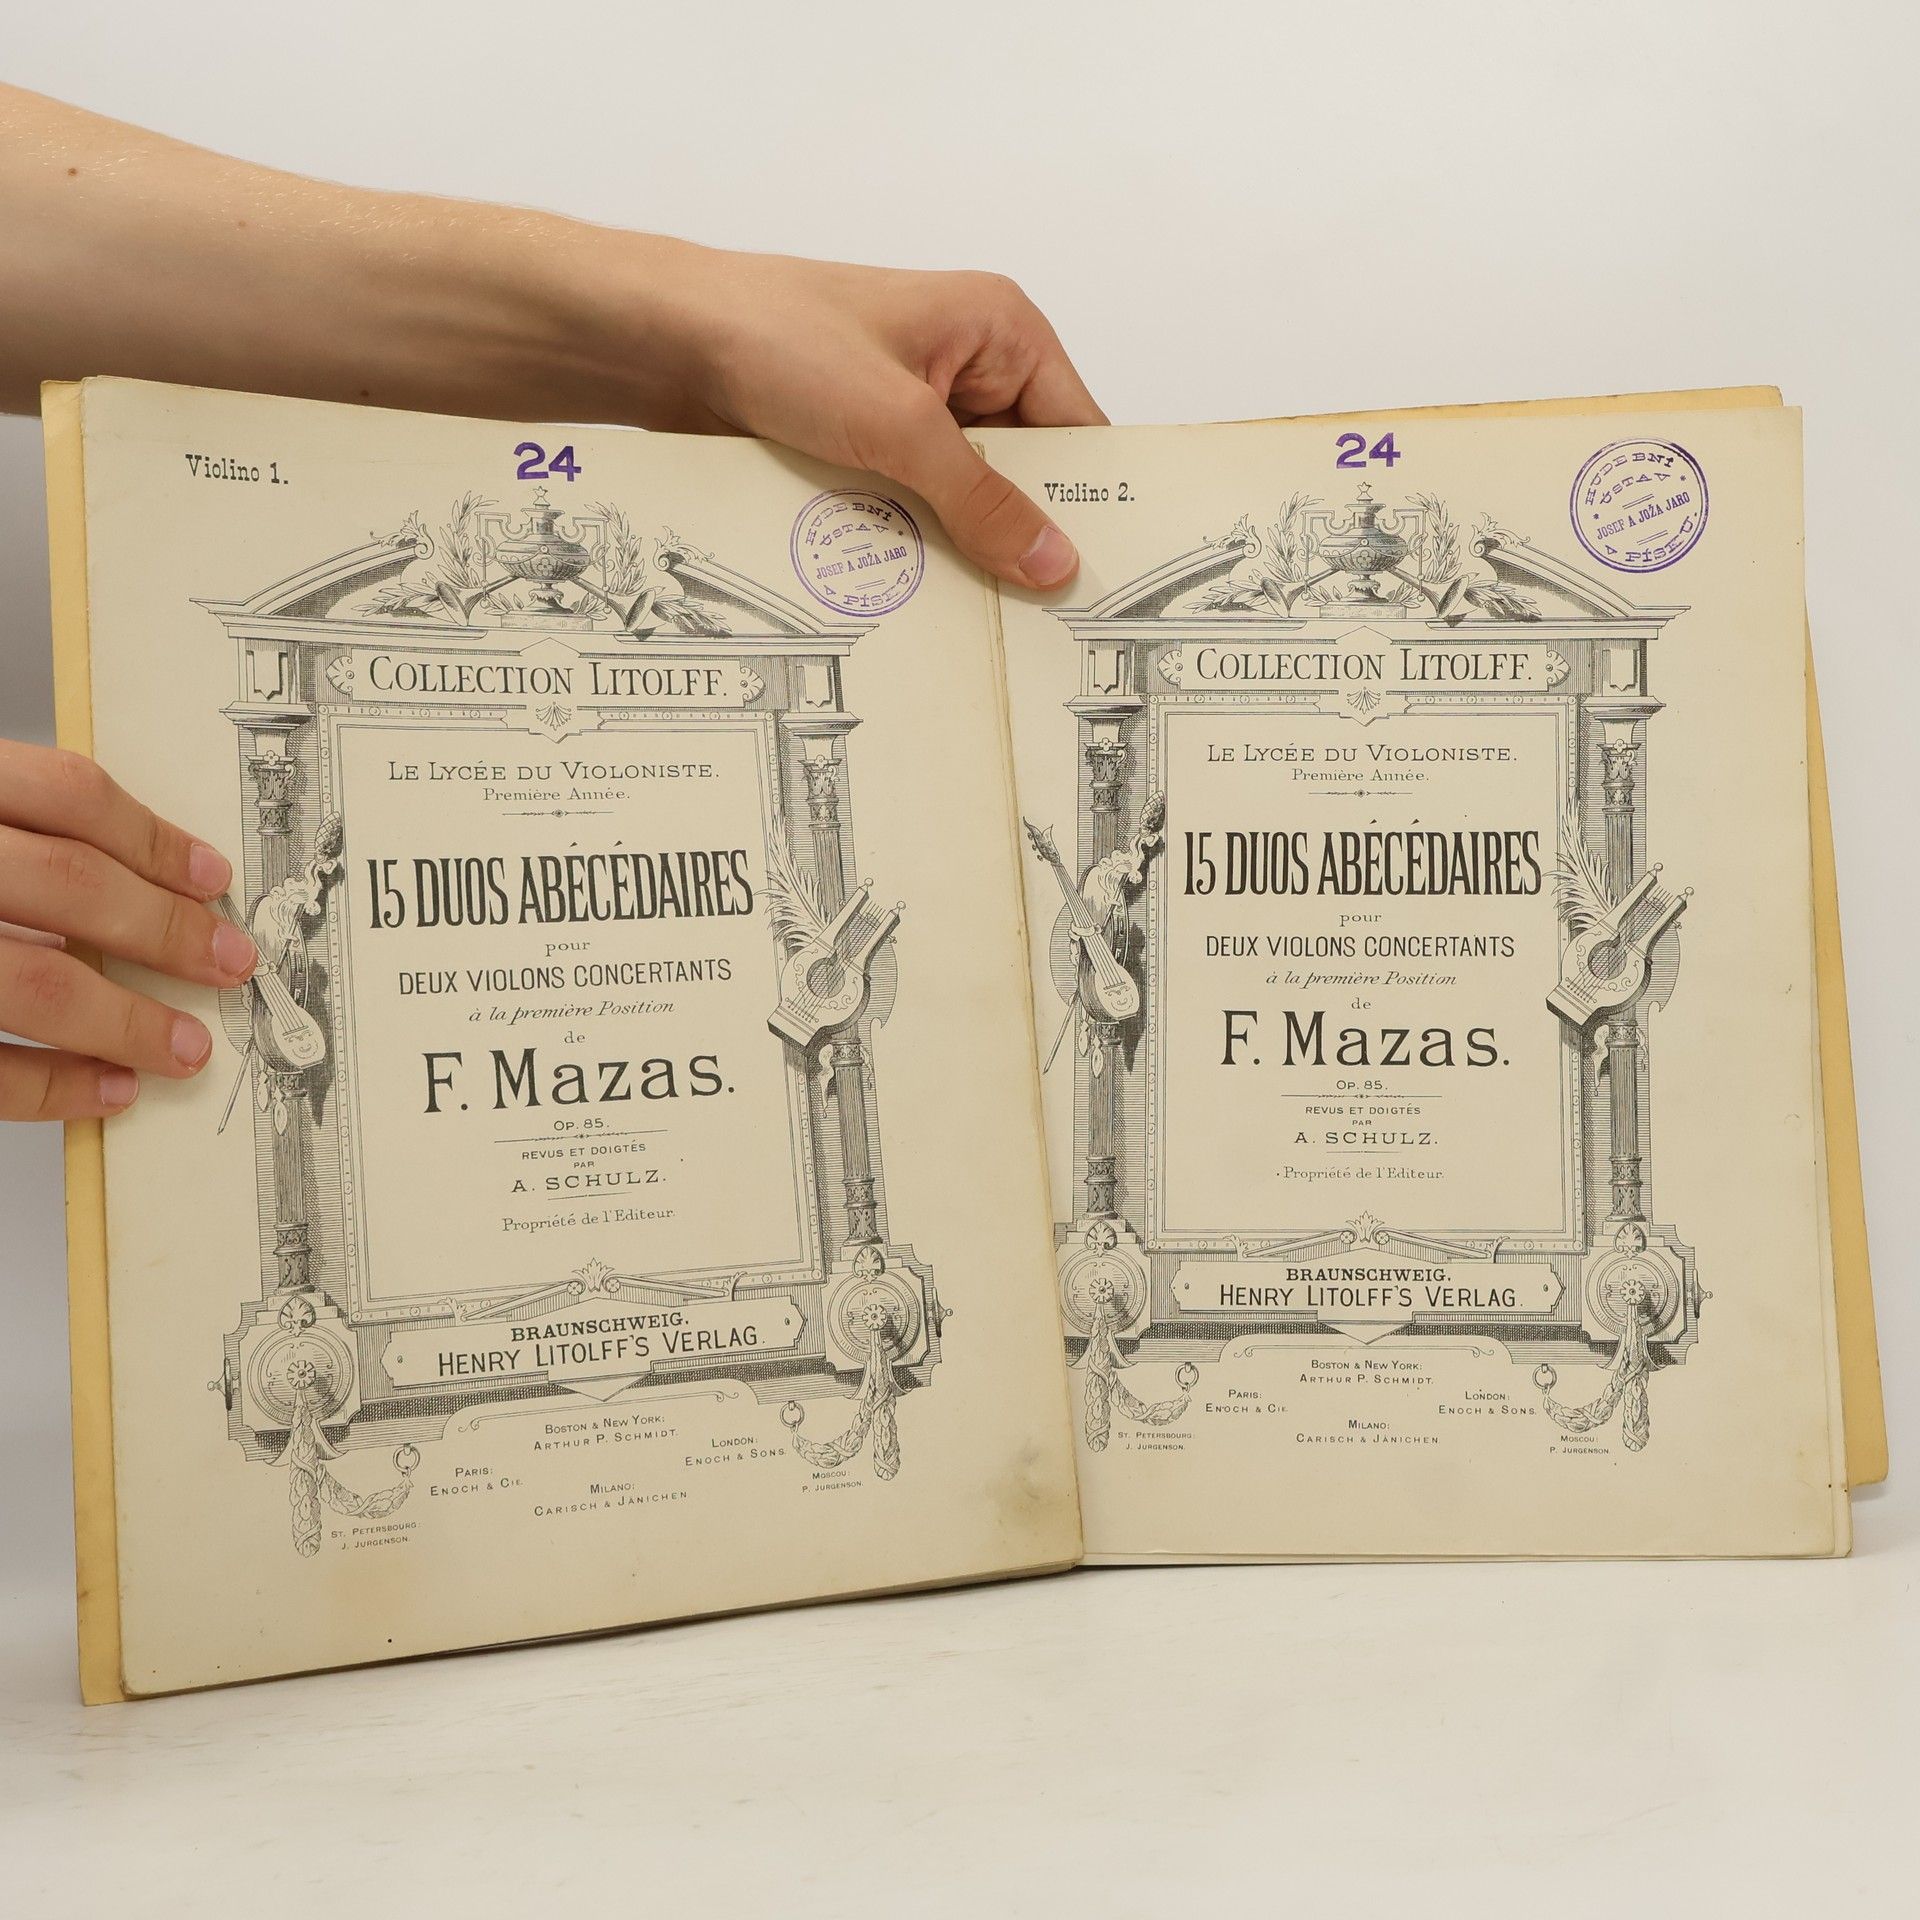 Violino 1.
24
HUDEBNÍ
ÚSTAV
JOSEF A JOŽA JARO
V PÍSKU.
COLLECTION LITOLFF.
LE LYCÉE DU VIOLONISTE.
Première Année.
15 DUOS ABÉCÉDAIRES
pour
DEUX VIOLONS CONCERTANTS
à la première Position
de
F. Mazas.
OP. 85.
REVUS ET DOIGTÉS
PAR
A. SCHULZ.
Propriété de l'Editeur.
BRAUNSCHWEIG.
HENRY LITOLFF'S VERLAG.
BOSTON & NEW YORK:
ARTHUR P. SCHMIDT.
PARIS:
ENOCH & CIE.
LONDON:
ENOCH & SONS.
MILANO:
CARISCH & JÄNICHEN
ST. PETERSBOURG:
J. JURGENSON.
MOSCOU:
P. JURGENSON.
Violino 2.
24
HUDEBNÍ
ÚSTAV
JOSEF A JOŽA JARO
V PÍSKU.
COLLECTION LITOLFF.
LE LYCÉE DU VIOLONISTE.
Première Année.
15 DUOS ABÉCÉDAIRES
pour
DEUX VIOLONS CONCERTANTS
à la première Position
de
F. Mazas.
OP. 85.
REVUS ET DOIGTÉS
PAR
A. SCHULZ.
Propriété de l'Editeur.
BRAUNSCHWEIG.
HENRY LITOLFF'S VERLAG.
BOSTON & NEW YORK:
ARTHUR P. SCHMIDT.
PARIS:
ENOCH & CIE.
LONDON:
ENOCH & SONS.
MILANO:
CARISCH & JÄNICHEN
ST. PETERSBOURG:
J. JURGENSON.
MOSCOU:
P. JURGENSON.